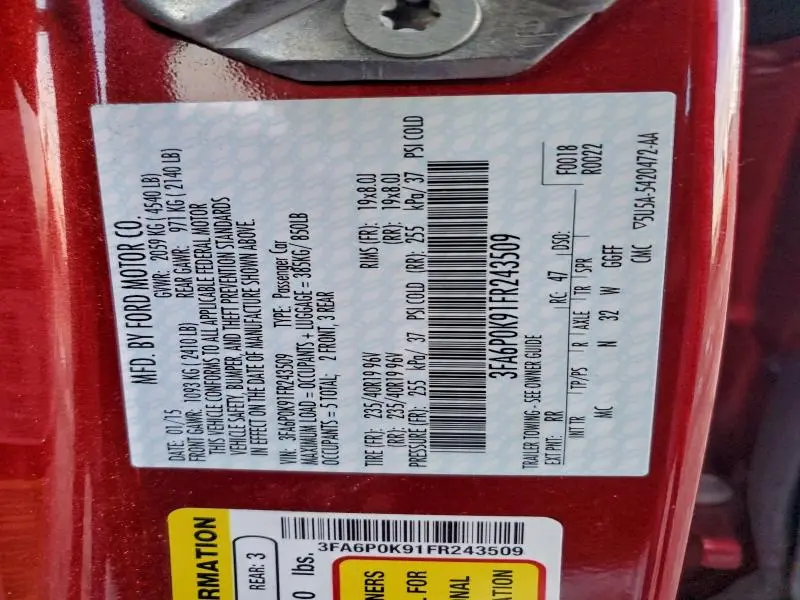 MFD. BY FORD MOTOR CO.
DATE: 01/15 GVWR: 2059 KG (4540 LB)
FRONT GAWR: 1093 KG (2410 LB) REAR GAWR: 971 KG (2140 LB)
THIS VEHICLE CONFORMS TO ALL APPLICABLE FEDERAL MOTOR
VEHICLE SAFETY, BUMPER, AND THEFT PREVENTION STANDARDS
IN EFFECT ON THE DATE OF MANUFACTURE SHOWN ABOVE.
VIN: 3FA6P0K91FR243509 TYPE: Passenger Car
MAXIMUM LOAD = OCCUPANTS + LUGGAGE = 385KG/ 850LB
OCCUPANTS = 5 TOTAL; 2 FRONT, 3 REAR
TIRE (FR): 235/40R19 96V RIMS (FR): 19x8.0J
(RR): 235/40R19 96V (RR): 19x8.0J
PRESSURE (FR): 255 kPa/ 37 PSI COLD (RR): 255 kPa/ 37 PSI COLD
3FA6P0K91FR243509
TRAILER TOWING - SEE OWNER GUIDE
F0018
R0022
EXT PNT: RR RC: 47 DSO:
INT TR TP/PS R AXLE TR SPR
MC N 32 W GGFF
CMC ▽5U5A-5420472-AA
RMATION
REAR: 3
0 lbs.
3FA6P0K91FR243509
NERS
L FOR
ONAL
ATION